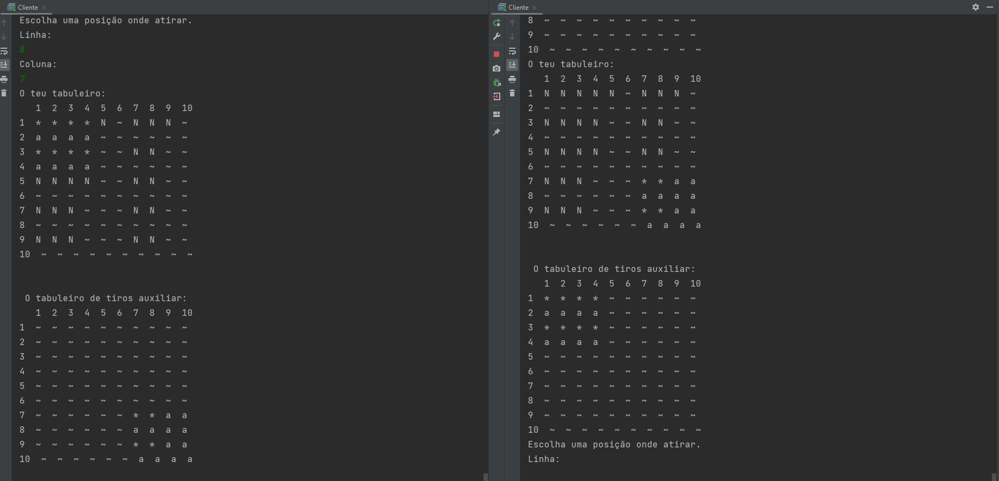 Cliente
Escolha uma posição onde atirar.
Linha:
8
Coluna:
7
O teu tabuleiro:
1 2 3 4 5 6 7 8 9 10
1 * * * * N ~ N N N ~
2 a a a a ~ ~ ~ ~ ~ ~
3 * * * * ~ ~ N N ~ ~
4 a a a a ~ ~ ~ ~ ~ ~
5 N N N N ~ ~ N N ~ ~
6 ~ ~ ~ ~ ~ ~ ~ ~ ~ ~
7 N N N ~ ~ ~ N N ~ ~
8 ~ ~ ~ ~ ~ ~ ~ ~ ~ ~
9 N N N ~ ~ ~ N N ~ ~
10 ~ ~ ~ ~ ~ ~ ~ ~ ~ ~
O tabuleiro de tiros auxiliar:
1 2 3 4 5 6 7 8 9 10
1 ~ ~ ~ ~ ~ ~ ~ ~ ~ ~
2 ~ ~ ~ ~ ~ ~ ~ ~ ~ ~
3 ~ ~ ~ ~ ~ ~ ~ ~ ~ ~
4 ~ ~ ~ ~ ~ ~ ~ ~ ~ ~
5 ~ ~ ~ ~ ~ ~ ~ ~ ~ ~
6 ~ ~ ~ ~ ~ ~ ~ ~ ~ ~
7 ~ ~ ~ ~ ~ ~ * * a a
8 ~ ~ ~ ~ ~ ~ a a a a
9 ~ ~ ~ ~ ~ ~ * * a a
10 ~ ~ ~ ~ ~ ~ a a a a
Cliente
8 ~ ~ ~ ~ ~ ~ ~ ~ ~ ~
9 ~ ~ ~ ~ ~ ~ ~ ~ ~ ~
10 ~ ~ ~ ~ ~ ~ ~ ~ ~ ~
O teu tabuleiro:
1 2 3 4 5 6 7 8 9 10
1 N N N N N ~ N N N ~
2 ~ ~ ~ ~ ~ ~ ~ ~ ~ ~
3 N N N N ~ ~ N N ~ ~
4 ~ ~ ~ ~ ~ ~ ~ ~ ~ ~
5 N N N N ~ ~ N N ~ ~
6 ~ ~ ~ ~ ~ ~ ~ ~ ~ ~
7 N N N ~ ~ ~ * * a a
8 ~ ~ ~ ~ ~ ~ a a a a
9 N N N ~ ~ ~ * * a a
10 ~ ~ ~ ~ ~ ~ a a a a
O tabuleiro de tiros auxiliar:
1 2 3 4 5 6 7 8 9 10
1 * * * * ~ ~ ~ ~ ~ ~
2 a a a a ~ ~ ~ ~ ~ ~
3 * * * * ~ ~ ~ ~ ~ ~
4 a a a a ~ ~ ~ ~ ~ ~
5 ~ ~ ~ ~ ~ ~ ~ ~ ~ ~
6 ~ ~ ~ ~ ~ ~ ~ ~ ~ ~
7 ~ ~ ~ ~ ~ ~ ~ ~ ~ ~
8 ~ ~ ~ ~ ~ ~ ~ ~ ~ ~
9 ~ ~ ~ ~ ~ ~ ~ ~ ~ ~
10 ~ ~ ~ ~ ~ ~ ~ ~ ~ ~
Escolha uma posição onde atirar.
Linha: